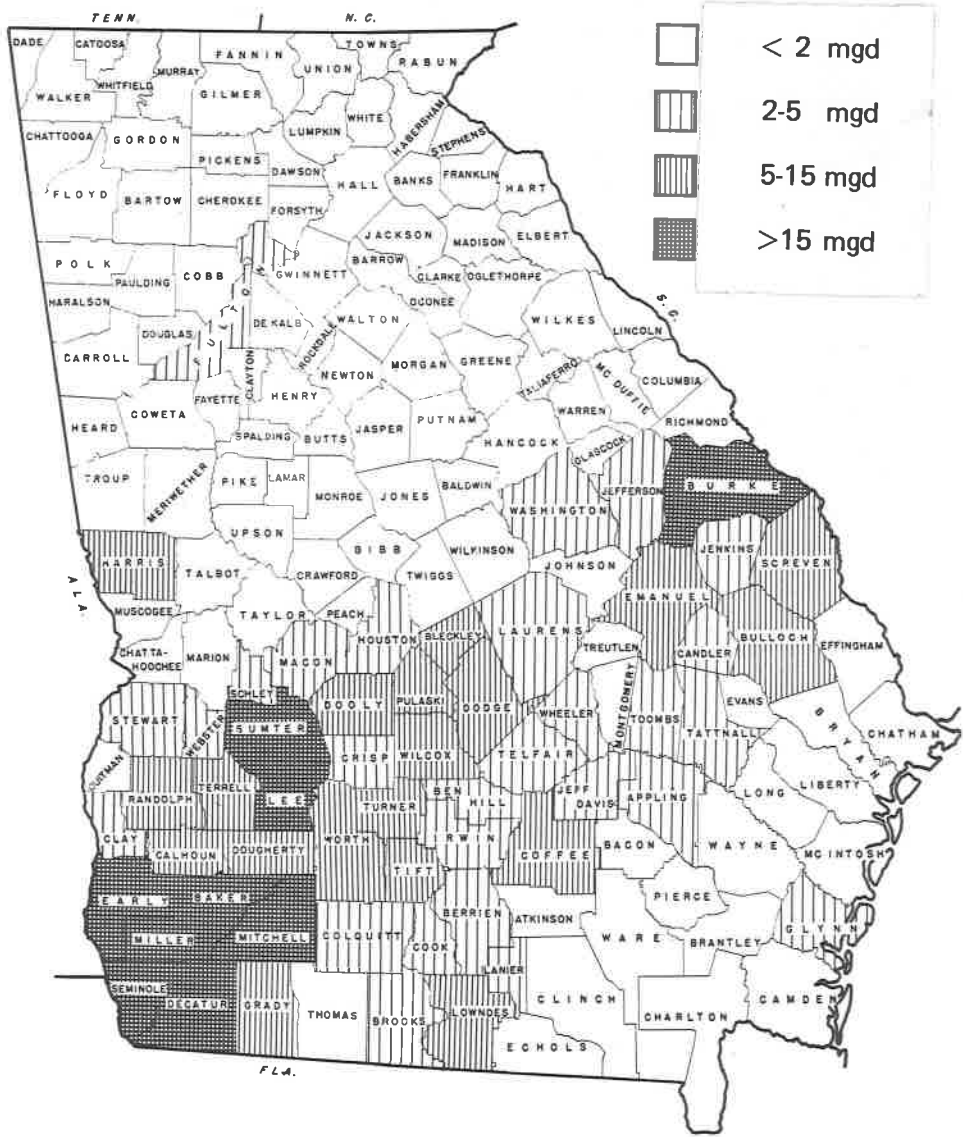 TENN. N. C.
< 2 mgd
2-5 mgd
5-15 mgd
>15 mgd
DADE CATOOSA FANNIN TOWNS
UNION RABUN
MURRAY
WHITFIELD
WALKER GILMER WHITE
LUMPKIN HABERSHAM
CHATTOOGA GORDON STEPHENS
PICKENS
DAWSON BANKS FRANKLIN
FLOYD BARTOW CHEROKEE HALL HART
FORSYTH
JACKSON MADISON ELBERT
POLK COBB GWINNETT BARROW
PAULDING CLARKE OGLETHORPE
HARALSON OCONEE S. C.
DOUGLAS FULTON DE KALB WALTON WILKES LINCOLN
ROCKDALE
CARROLL CLAYTON NEWTON MORGAN GREENE TALIAFERRO MC DUFFIE COLUMBIA
FAYETTE HENRY WARREN
COWETA RICHMOND
HEARD SPALDING BUTTS JASPER PUTNAM HANCOCK GLASCOCK
TROUP MERIWETHER PIKE LAMAR MONROE JONES BALDWIN JEFFERSON BURKE
WASHINGTON
UPSON BIBB WILKINSON JENKINS
HARRIS TALBOT CRAWFORD TWIGGS JOHNSON SCREVEN
ALA. EMANUEL
MUSCOGEE TAYLOR PEACH LAURENS
HOUSTON BLECKLEY TREUTLEN CANDLER BULLOCH EFFINGHAM
CHATTA-
HOOCHEE MARION MACON
SCHLEY DOOLY PULASKI DODGE WHEELER MONTGOMERY TOOMBS EVANS
STEWART WEBSTER SUMTER TATTNALL BRYAN CHATHAM
CRISP WILCOX TELFAIR
QUITMAN LIBERTY
RANDOLPH TERRELL LEE TURNER BEN HILL JEFF DAVIS APPLING LONG
CLAY IRWIN
CALHOUN DOUGHERTY WORTH TIFT COFFEE BACON WAYNE MC INTOSH
EARLY BAKER PIERCE
BERRIEN ATKINSON
MILLER MITCHELL COLQUITT COOK WARE BRANTLEY GLYNN
LANIER
SEMINOLE DECATUR GRADY THOMAS BROOKS LOWNDES CLINCH CHARLTON CAMDEN
ECHOLS
FLA.